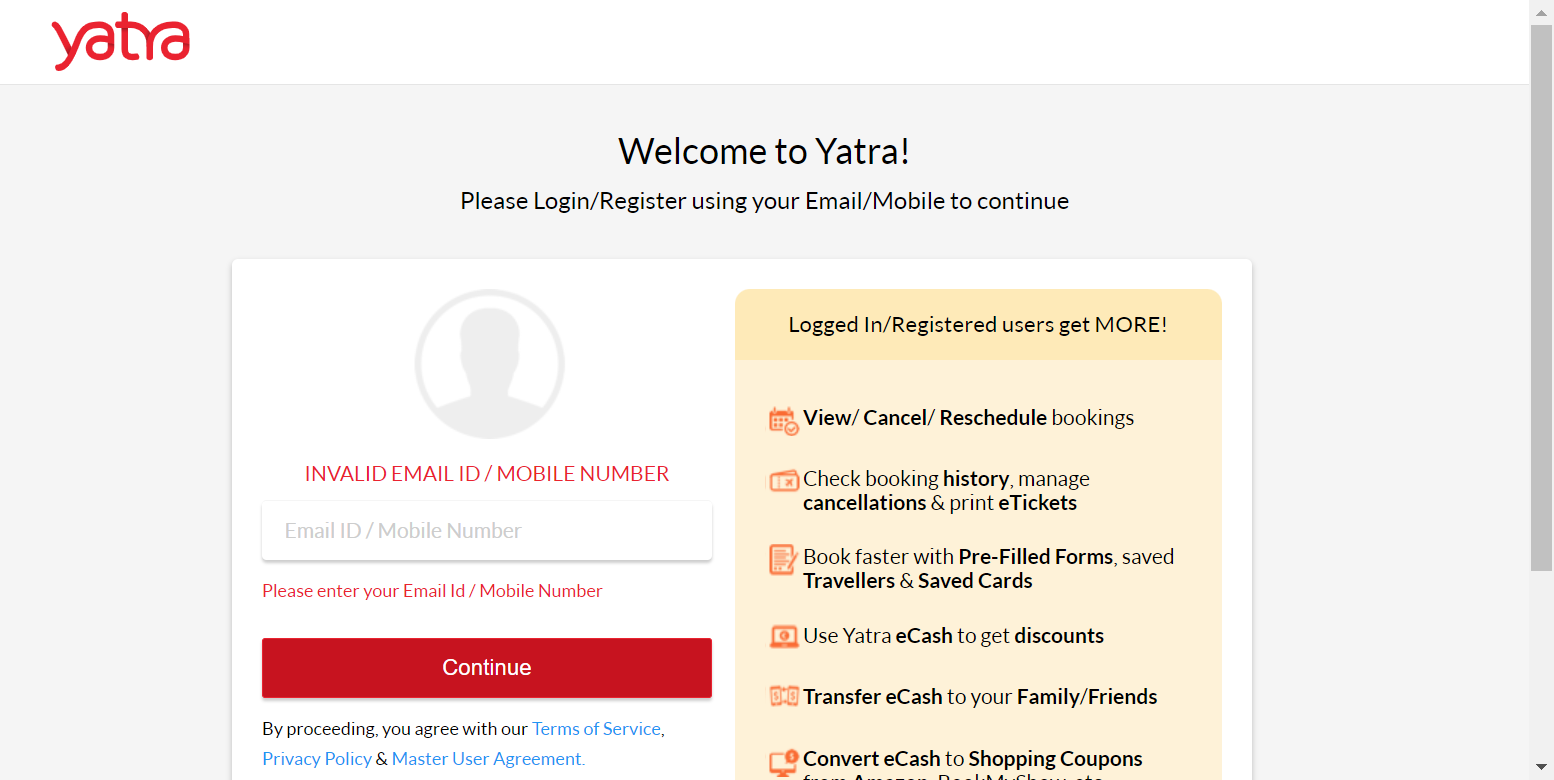 yatra
Welcome to Yatra!
Please Login/Register using your Email/Mobile to continue
INVALID EMAIL ID / MOBILE NUMBER
Email ID / Mobile Number
Please enter your Email Id / Mobile Number
Continue
By proceeding, you agree with our Terms of Service,
Privacy Policy & Master User Agreement.
Logged In/Registered users get MORE!
View/ Cancel/ Reschedule bookings
Check booking history, manage
cancellations & print eTickets
Book faster with Pre-Filled Forms, saved
Travellers & Saved Cards
Use Yatra eCash to get discounts
Transfer eCash to your Family/Friends
Convert eCash to Shopping Coupons
from Amazon, BookMyShow, etc.